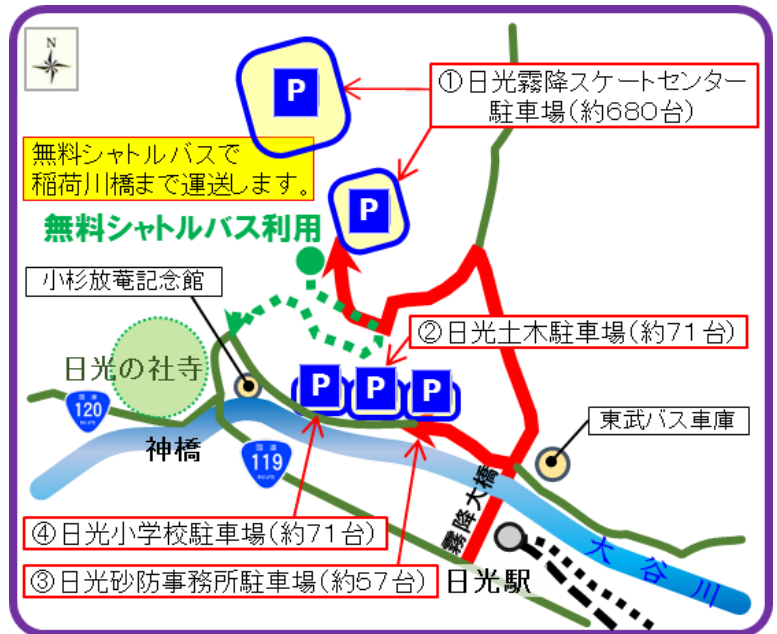 N
P
①日光霧降スケートセンター
駐車場(約680台)
無料シャトルバスで
稲荷川橋まで運送します。
P
無料シャトルバス利用
小杉放菴記念館
②日光土木駐車場(約71台)
日光の社寺
P P P
国道
120
ROUTE
東武バス車庫
神橋
国道
119
ROUTE
霧降大橋
④日光小学校駐車場(約71台)
大谷川
③日光砂防事務所駐車場(約57台)
日光駅